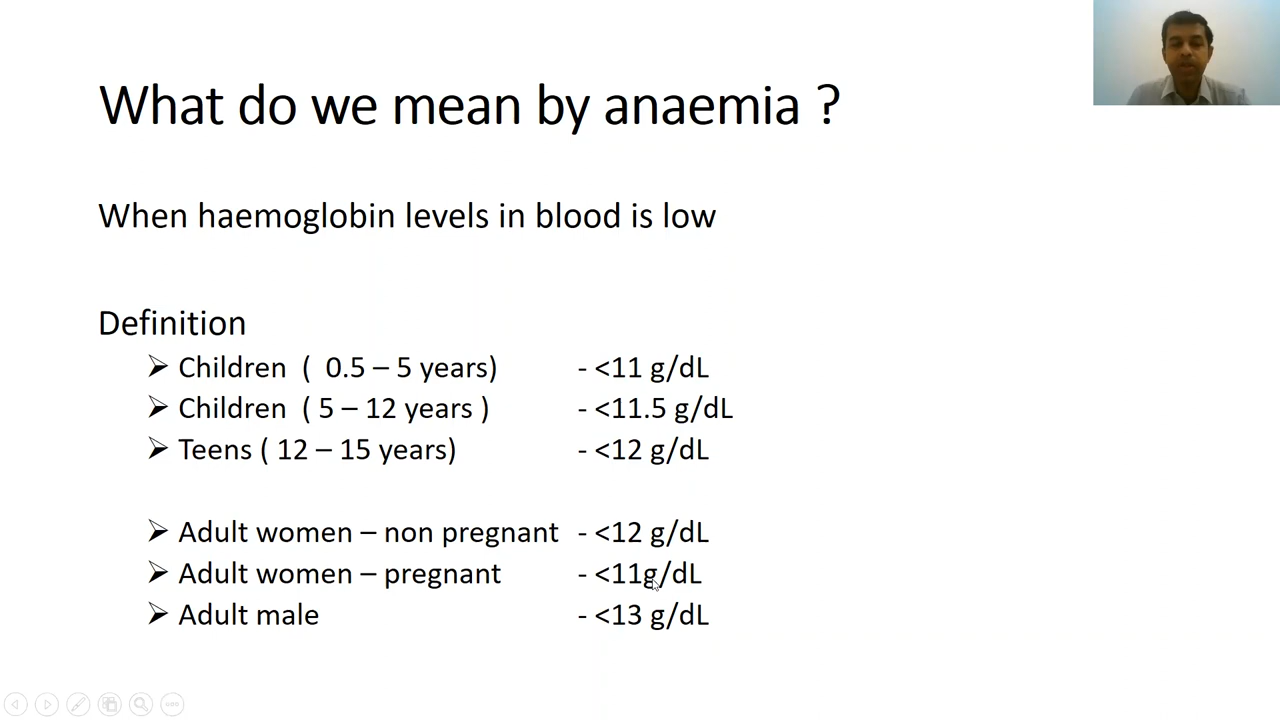 What do we mean by anaemia ?
When haemoglobin levels in blood is low
Definition
Children ( 0.5 – 5 years) - <11 g/dL
Children ( 5 – 12 years ) - <11.5 g/dL
Teens ( 12 – 15 years) - <12 g/dL
Adult women – non pregnant - <12 g/dL
Adult women – pregnant - <11g/dL
Adult male - <13 g/dL